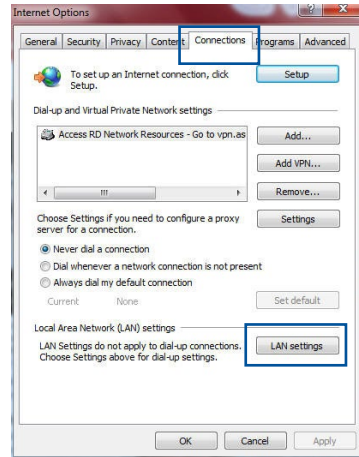 Internet Options
General Security Privacy Content Connections Programs Advanced
To set up an Internet connection, click
Setup.
Setup
Dial-up and Virtual Private Network settings
Access RD Network Resources - Go to vpn.as
Add...
Add VPN...
Remove...
Choose Settings if you need to configure a proxy
server for a connection.
Settings
Never dial a connection
Dial whenever a network connection is not present
Always dial my default connection
Current None
Set default
Local Area Network (LAN) settings
LAN Settings do not apply to dial-up connections.
Choose Settings above for dial-up settings.
LAN settings
OK Cancel Apply